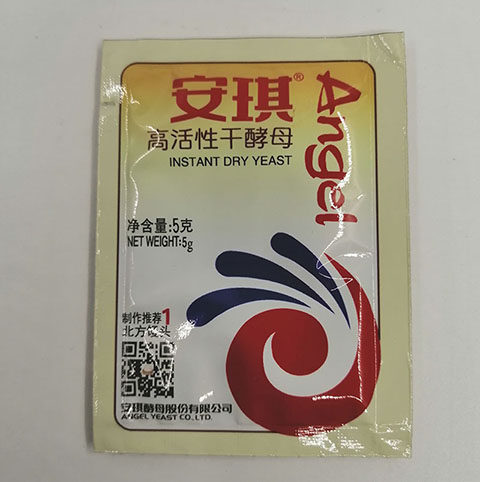 安琪®
Angel
高活性干酵母
INSTANT DRY YEAST
净含量:5克
NET WEIGHT:5g
制作推荐1
北方馒头
安琪酵母股份有限公司
ANGEL YEAST CO.,LTD.